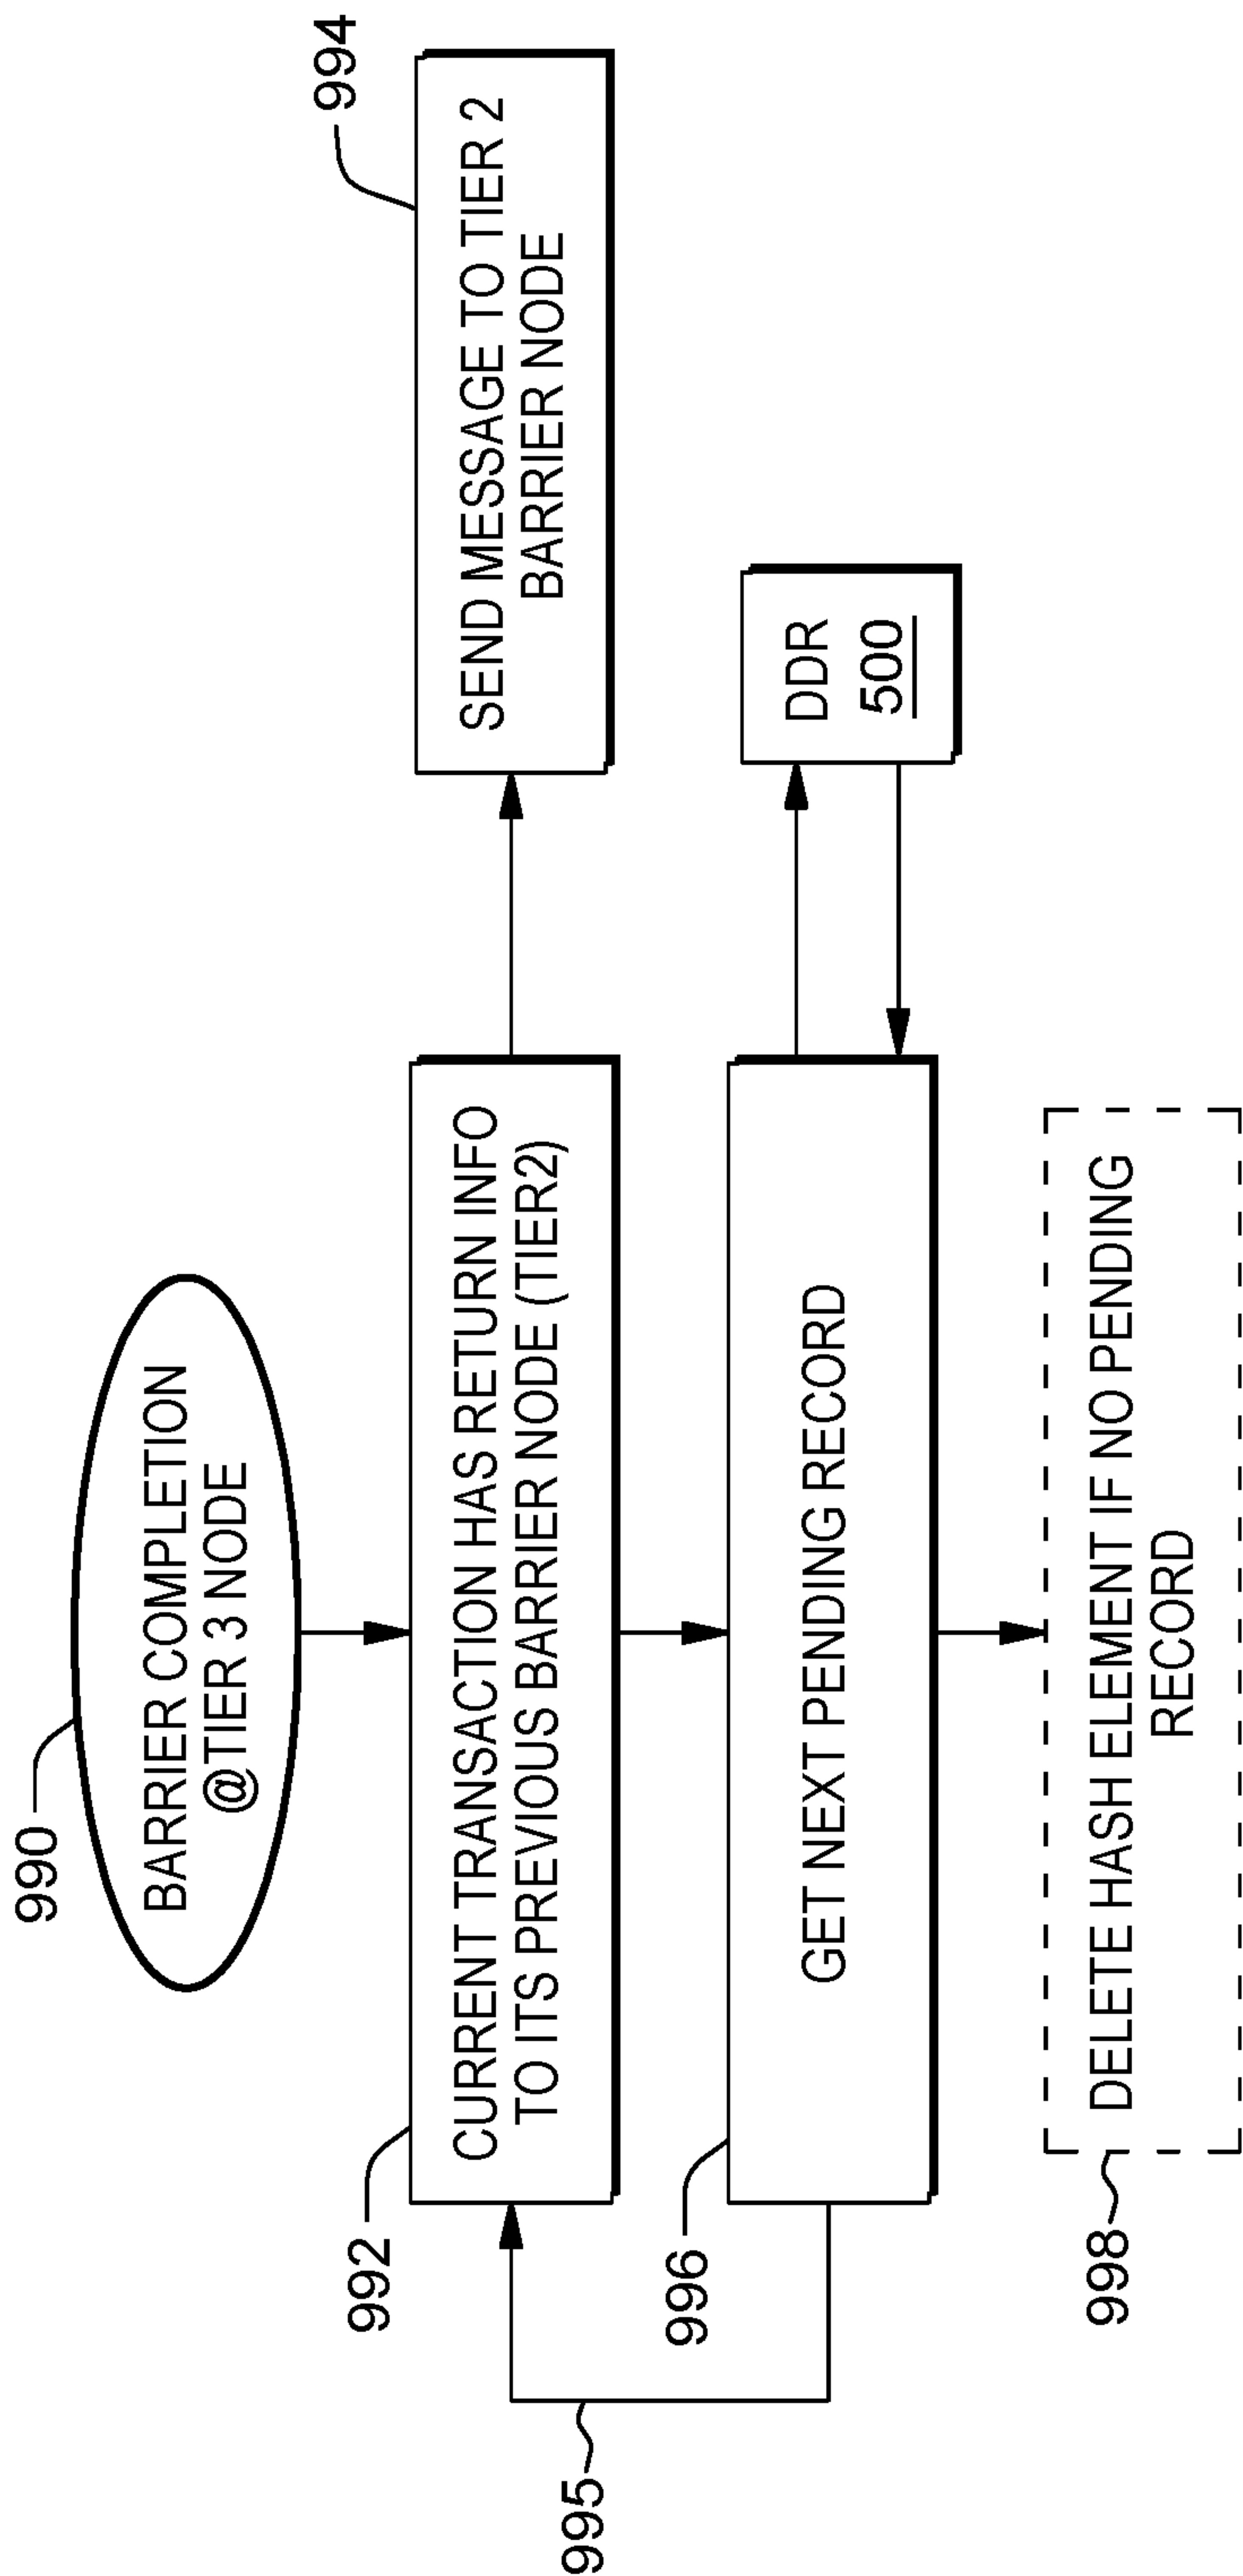 990
BARRIER COMPLETION
@TIER 3 NODE
992
CURRENT TRANSACTION HAS RETURN INFO
TO ITS PREVIOUS BARRIER NODE (TIER2)
994
SEND MESSAGE TO TIER 2
BARRIER NODE
995
996
GET NEXT PENDING RECORD
DDR
500
998
DELETE HASH ELEMENT IF NO PENDING
RECORD